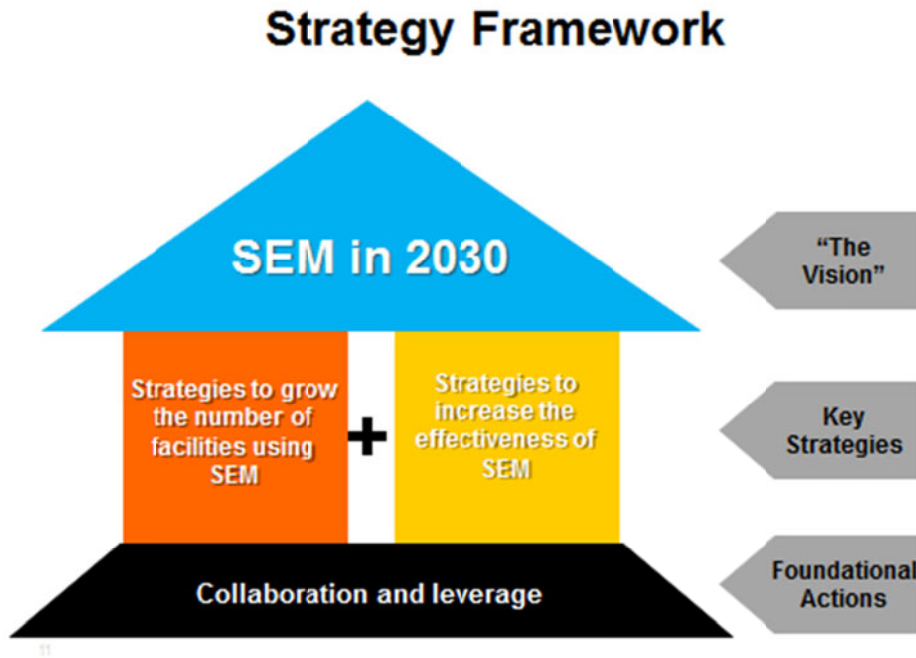 Strategy Framework
SEM in 2030
“The
Vision”
Strategies to grow
the number of
facilities using
SEM
+
Strategies to
increase the
effectiveness of
SEM
Key
Strategies
Collaboration and leverage
Foundational
Actions
11